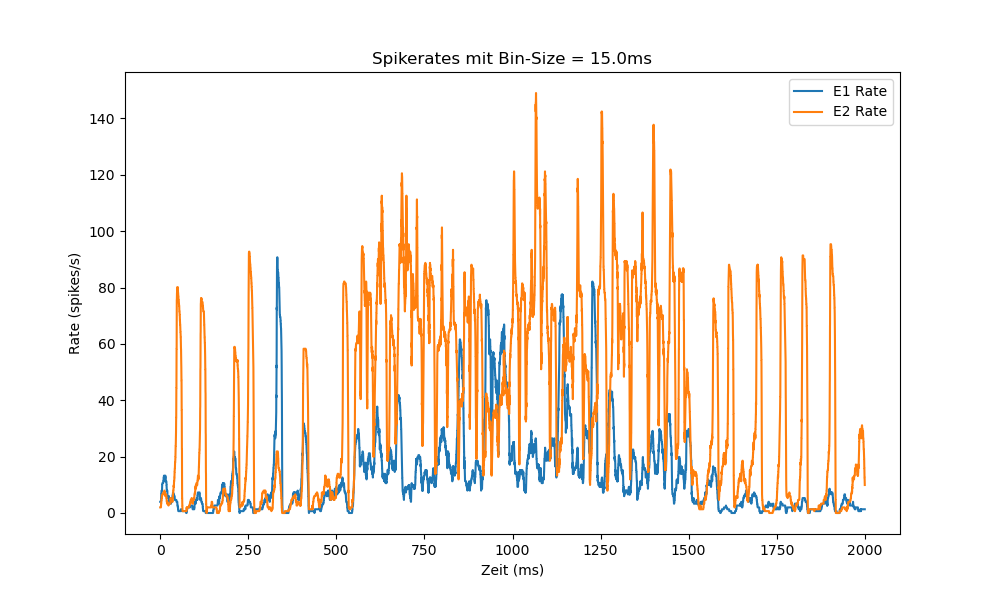 Spikerates mit Bin-Size = 15.0ms
E1 Rate
E2 Rate
Rate (spikes/s)
140
120
100
80
60
40
20
0
0 250 500 750 1000 1250 1500 1750 2000
Zeit (ms)